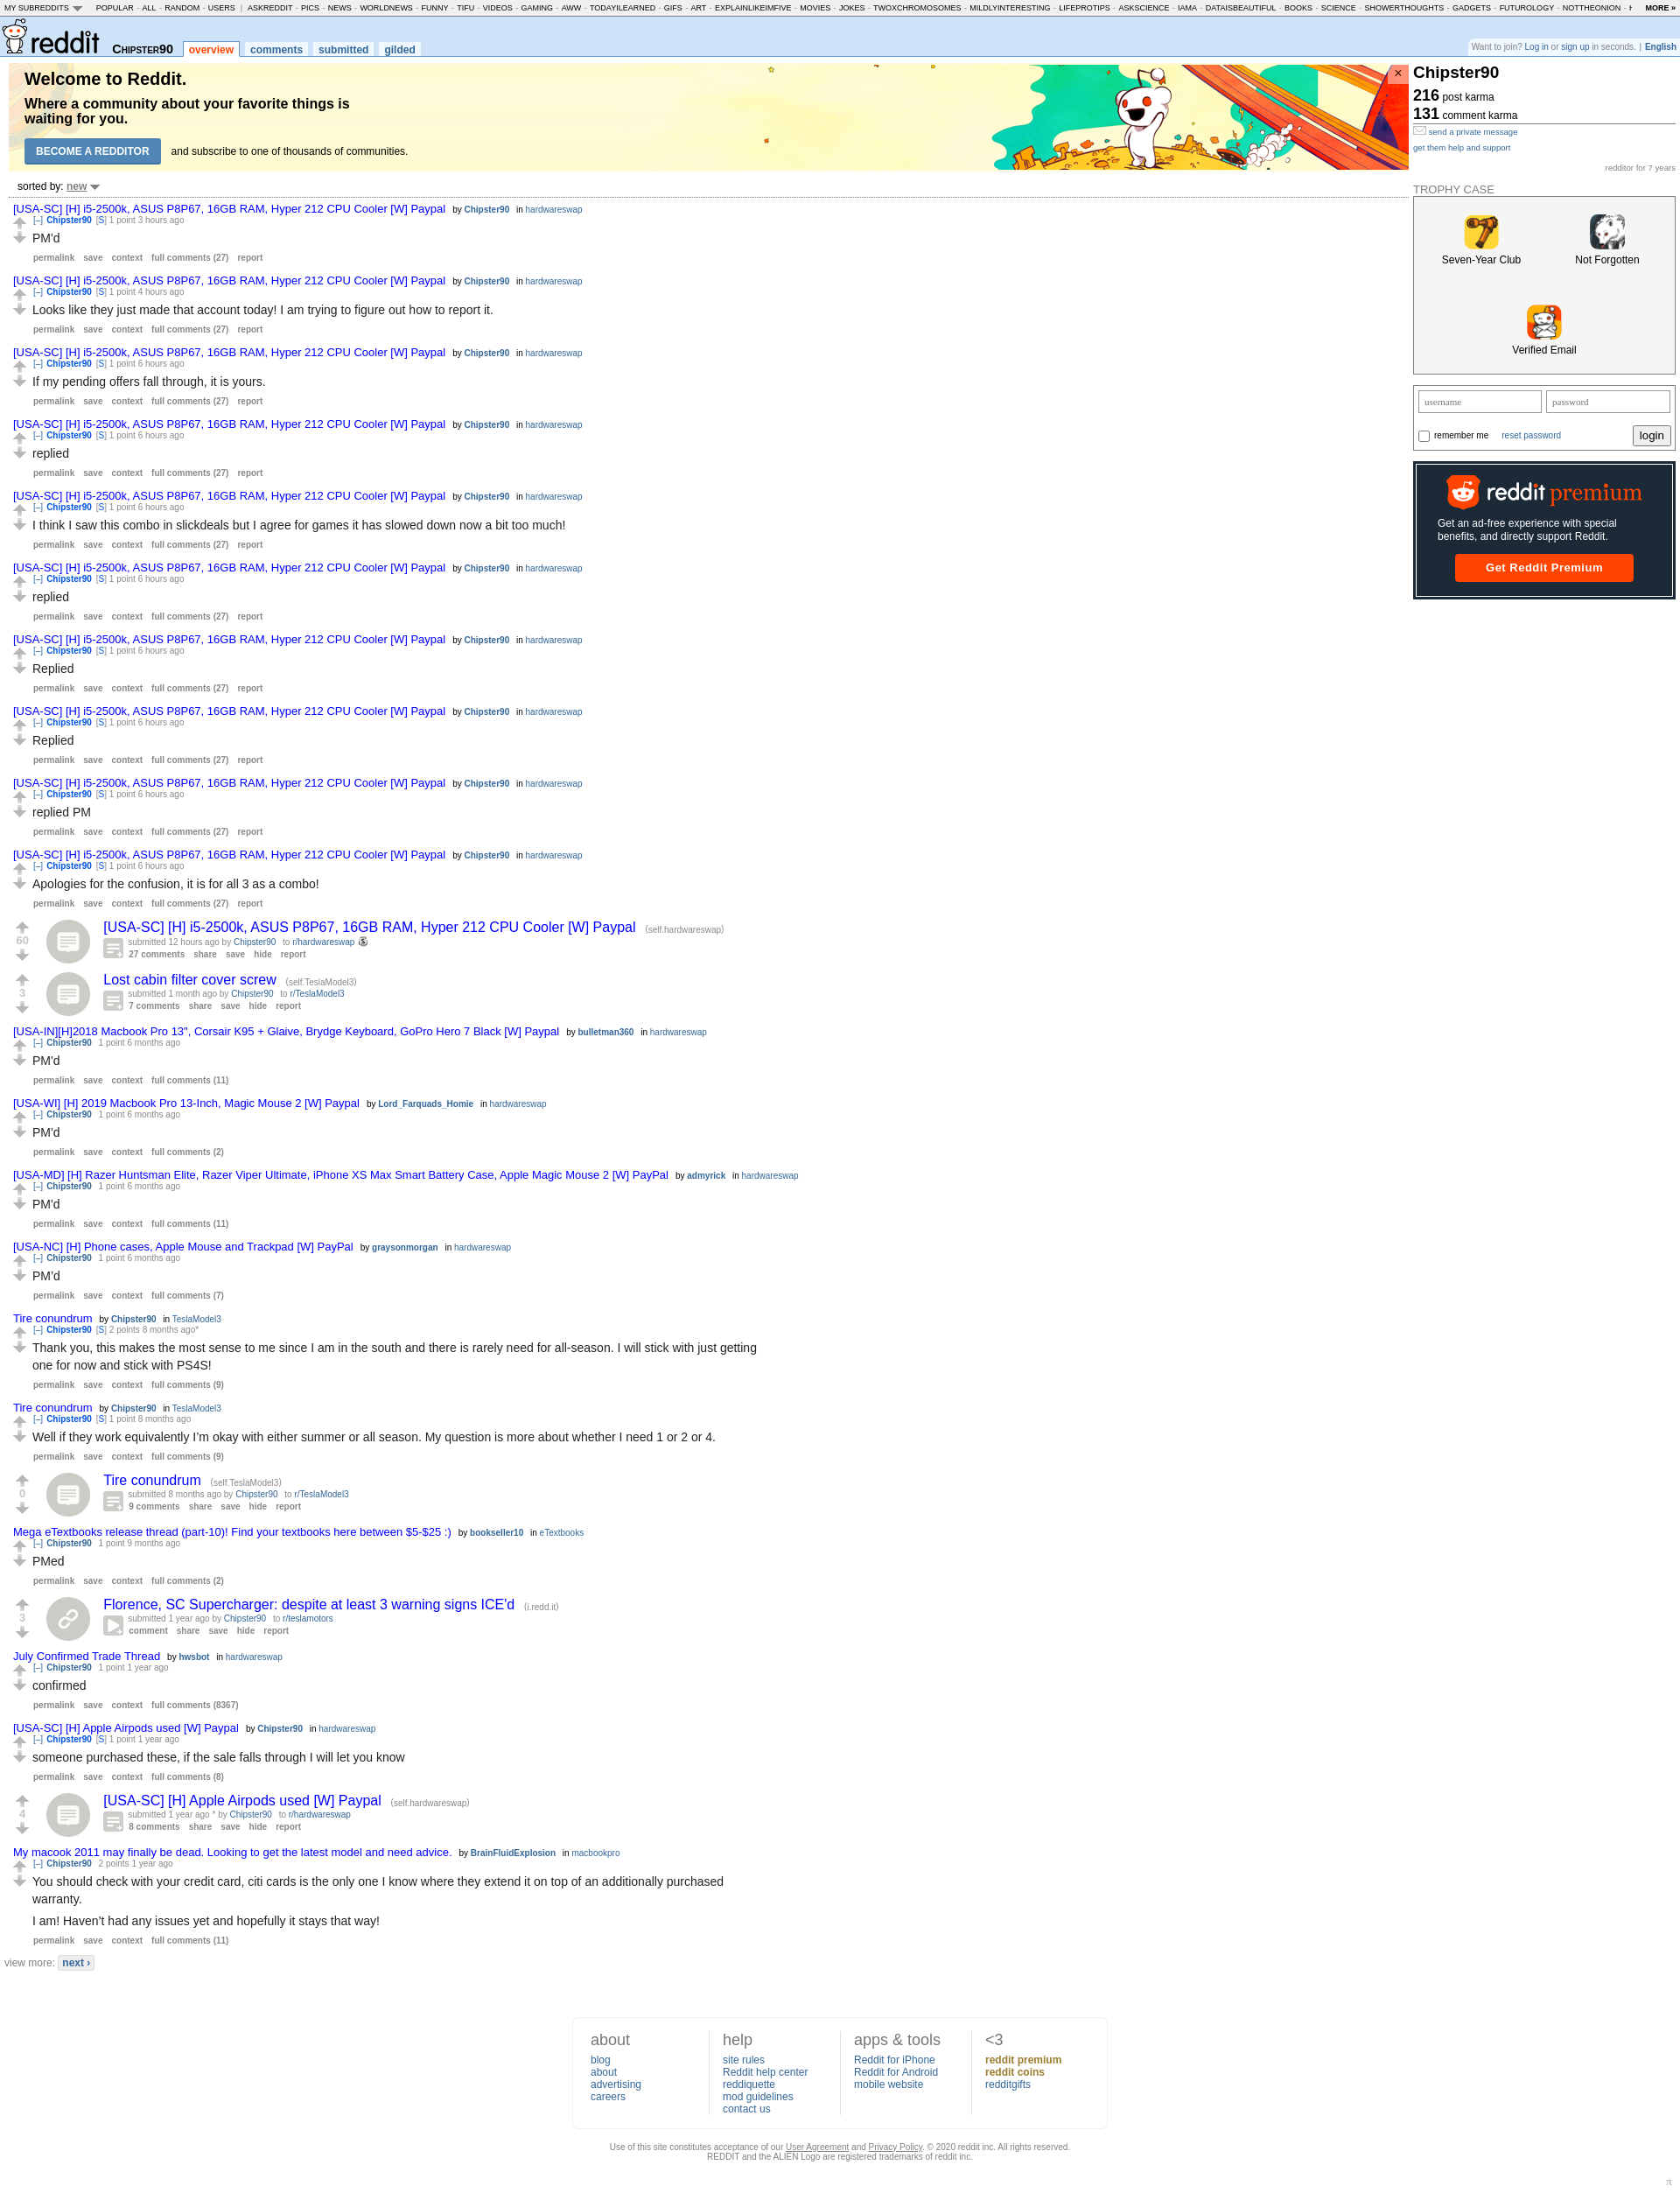 MY SUBREDDITS POPULAR - ALL - RANDOM - USERS | ASKREDDIT - PICS - NEWS - WORLDNEWS - FUNNY - TIFU - VIDEOS - GAMING - AWW - TODAYILEARNED - GIFS - ART - EXPLAINLIKEIMFIVE - MOVIES - JOKES - TWOXCHROMOSOMES - MILDLYINTERESTING - LIFEPROTIPS - ASKSCIENCE - IAMA - DATAISBEAUTIFUL - BOOKS - SCIENCE - SHOWERTHOUGHTS - GADGETS - FUTUROLOGY - NOTTHEONION - MORE »
reddit CHIPSTER90 overview comments submitted gilded
Want to join? Log in or sign up in seconds. | English
Welcome to Reddit.
Where a community about your favorite things is
waiting for you.
BECOME A REDDITOR and subscribe to one of thousands of communities.
×
sorted by: new
[USA-SC] [H] i5-2500k, ASUS P8P67, 16GB RAM, Hyper 212 CPU Cooler [W] Paypal by Chipster90 in hardwareswap
[–] Chipster90 [S] 1 point 3 hours ago
PM'd
permalink save context full comments (27) report
[USA-SC] [H] i5-2500k, ASUS P8P67, 16GB RAM, Hyper 212 CPU Cooler [W] Paypal by Chipster90 in hardwareswap
[–] Chipster90 [S] 1 point 4 hours ago
Looks like they just made that account today! I am trying to figure out how to report it.
permalink save context full comments (27) report
[USA-SC] [H] i5-2500k, ASUS P8P67, 16GB RAM, Hyper 212 CPU Cooler [W] Paypal by Chipster90 in hardwareswap
[–] Chipster90 [S] 1 point 6 hours ago
If my pending offers fall through, it is yours.
permalink save context full comments (27) report
[USA-SC] [H] i5-2500k, ASUS P8P67, 16GB RAM, Hyper 212 CPU Cooler [W] Paypal by Chipster90 in hardwareswap
[–] Chipster90 [S] 1 point 6 hours ago
replied
permalink save context full comments (27) report
[USA-SC] [H] i5-2500k, ASUS P8P67, 16GB RAM, Hyper 212 CPU Cooler [W] Paypal by Chipster90 in hardwareswap
[–] Chipster90 [S] 1 point 6 hours ago
I think I saw this combo in slickdeals but I agree for games it has slowed down now a bit too much!
permalink save context full comments (27) report
[USA-SC] [H] i5-2500k, ASUS P8P67, 16GB RAM, Hyper 212 CPU Cooler [W] Paypal by Chipster90 in hardwareswap
[–] Chipster90 [S] 1 point 6 hours ago
replied
permalink save context full comments (27) report
[USA-SC] [H] i5-2500k, ASUS P8P67, 16GB RAM, Hyper 212 CPU Cooler [W] Paypal by Chipster90 in hardwareswap
[–] Chipster90 [S] 1 point 6 hours ago
Replied
permalink save context full comments (27) report
[USA-SC] [H] i5-2500k, ASUS P8P67, 16GB RAM, Hyper 212 CPU Cooler [W] Paypal by Chipster90 in hardwareswap
[–] Chipster90 [S] 1 point 6 hours ago
Replied
permalink save context full comments (27) report
[USA-SC] [H] i5-2500k, ASUS P8P67, 16GB RAM, Hyper 212 CPU Cooler [W] Paypal by Chipster90 in hardwareswap
[–] Chipster90 [S] 1 point 6 hours ago
replied PM
permalink save context full comments (27) report
[USA-SC] [H] i5-2500k, ASUS P8P67, 16GB RAM, Hyper 212 CPU Cooler [W] Paypal by Chipster90 in hardwareswap
[–] Chipster90 [S] 1 point 6 hours ago
Apologies for the confusion, it is for all 3 as a combo!
permalink save context full comments (27) report
[USA-SC] [H] i5-2500k, ASUS P8P67, 16GB RAM, Hyper 212 CPU Cooler [W] Paypal (self.hardwareswap)
60 submitted 12 hours ago by Chipster90 to r/hardwareswap
27 comments share save hide report
Lost cabin filter cover screw (self.TeslaModel3)
3 submitted 1 month ago by Chipster90 to r/TeslaModel3
7 comments share save hide report
[USA-IN][H]2018 Macbook Pro 13", Corsair K95 + Glaive, Brydge Keyboard, GoPro Hero 7 Black [W] Paypal by bulletman360 in hardwareswap
[–] Chipster90 1 point 6 months ago
PM'd
permalink save context full comments (11)
[USA-WI] [H] 2019 Macbook Pro 13-Inch, Magic Mouse 2 [W] Paypal by Lord_Farquads_Homie in hardwareswap
[–] Chipster90 1 point 6 months ago
PM'd
permalink save context full comments (2)
[USA-MD] [H] Razer Huntsman Elite, Razer Viper Ultimate, iPhone XS Max Smart Battery Case, Apple Magic Mouse 2 [W] PayPal by admyrick in hardwareswap
[–] Chipster90 1 point 6 months ago
PM'd
permalink save context full comments (11)
[USA-NC] [H] Phone cases, Apple Mouse and Trackpad [W] PayPal by graysonmorgan in hardwareswap
[–] Chipster90 1 point 6 months ago
PM'd
permalink save context full comments (7)
Tire conundrum by Chipster90 in TeslaModel3
[–] Chipster90 [S] 2 points 8 months ago*
Thank you, this makes the most sense to me since I am in the south and there is rarely need for all-season. I will stick with just getting
one for now and stick with PS4S!
permalink save context full comments (9)
Tire conundrum by Chipster90 in TeslaModel3
[–] Chipster90 [S] 1 point 8 months ago
Well if they work equivalently I’m okay with either summer or all season. My question is more about whether I need 1 or 2 or 4.
permalink save context full comments (9)
Tire conundrum (self.TeslaModel3)
0 submitted 8 months ago by Chipster90 to r/TeslaModel3
9 comments share save hide report
Mega eTextbooks release thread (part-10)! Find your textbooks here between $5-$25 :) by bookseller10 in eTextbooks
[–] Chipster90 1 point 9 months ago
PMed
permalink save context full comments (2)
Florence, SC Supercharger: despite at least 3 warning signs ICE'd (i.redd.it)
3 submitted 1 year ago by Chipster90 to r/teslamotors
comment share save hide report
July Confirmed Trade Thread by hwsbot in hardwareswap
[–] Chipster90 1 point 1 year ago
confirmed
permalink save context full comments (8367)
[USA-SC] [H] Apple Airpods used [W] Paypal by Chipster90 in hardwareswap
[–] Chipster90 [S] 1 point 1 year ago
someone purchased these, if the sale falls through I will let you know
permalink save context full comments (8)
[USA-SC] [H] Apple Airpods used [W] Paypal (self.hardwareswap)
4 submitted 1 year ago * by Chipster90 to r/hardwareswap
8 comments share save hide report
My macook 2011 may finally be dead. Looking to get the latest model and need advice. by BrainFluidExplosion in macbookpro
[–] Chipster90 2 points 1 year ago
You should check with your credit card, citi cards is the only one I know where they extend it on top of an additionally purchased
warranty.
I am! Haven’t had any issues yet and hopefully it stays that way!
permalink save context full comments (11)
view more: next ›
Chipster90
216 post karma
131 comment karma
send a private message
get them help and support
redditor for 7 years
TROPHY CASE
Seven-Year Club Not Forgotten
Verified Email
username password
remember me reset password login
reddit premium
Get an ad-free experience with special
benefits, and directly support Reddit.
Get Reddit Premium
about
blog
about
advertising
careers
help
site rules
Reddit help center
reddiquette
mod guidelines
contact us
apps & tools
Reddit for iPhone
Reddit for Android
mobile website
<3
reddit premium
reddit coins
redditgifts
Use of this site constitutes acceptance of our User Agreement and Privacy Policy. © 2020 reddit inc. All rights reserved.
REDDIT and the ALIEN Logo are registered trademarks of reddit inc.
π